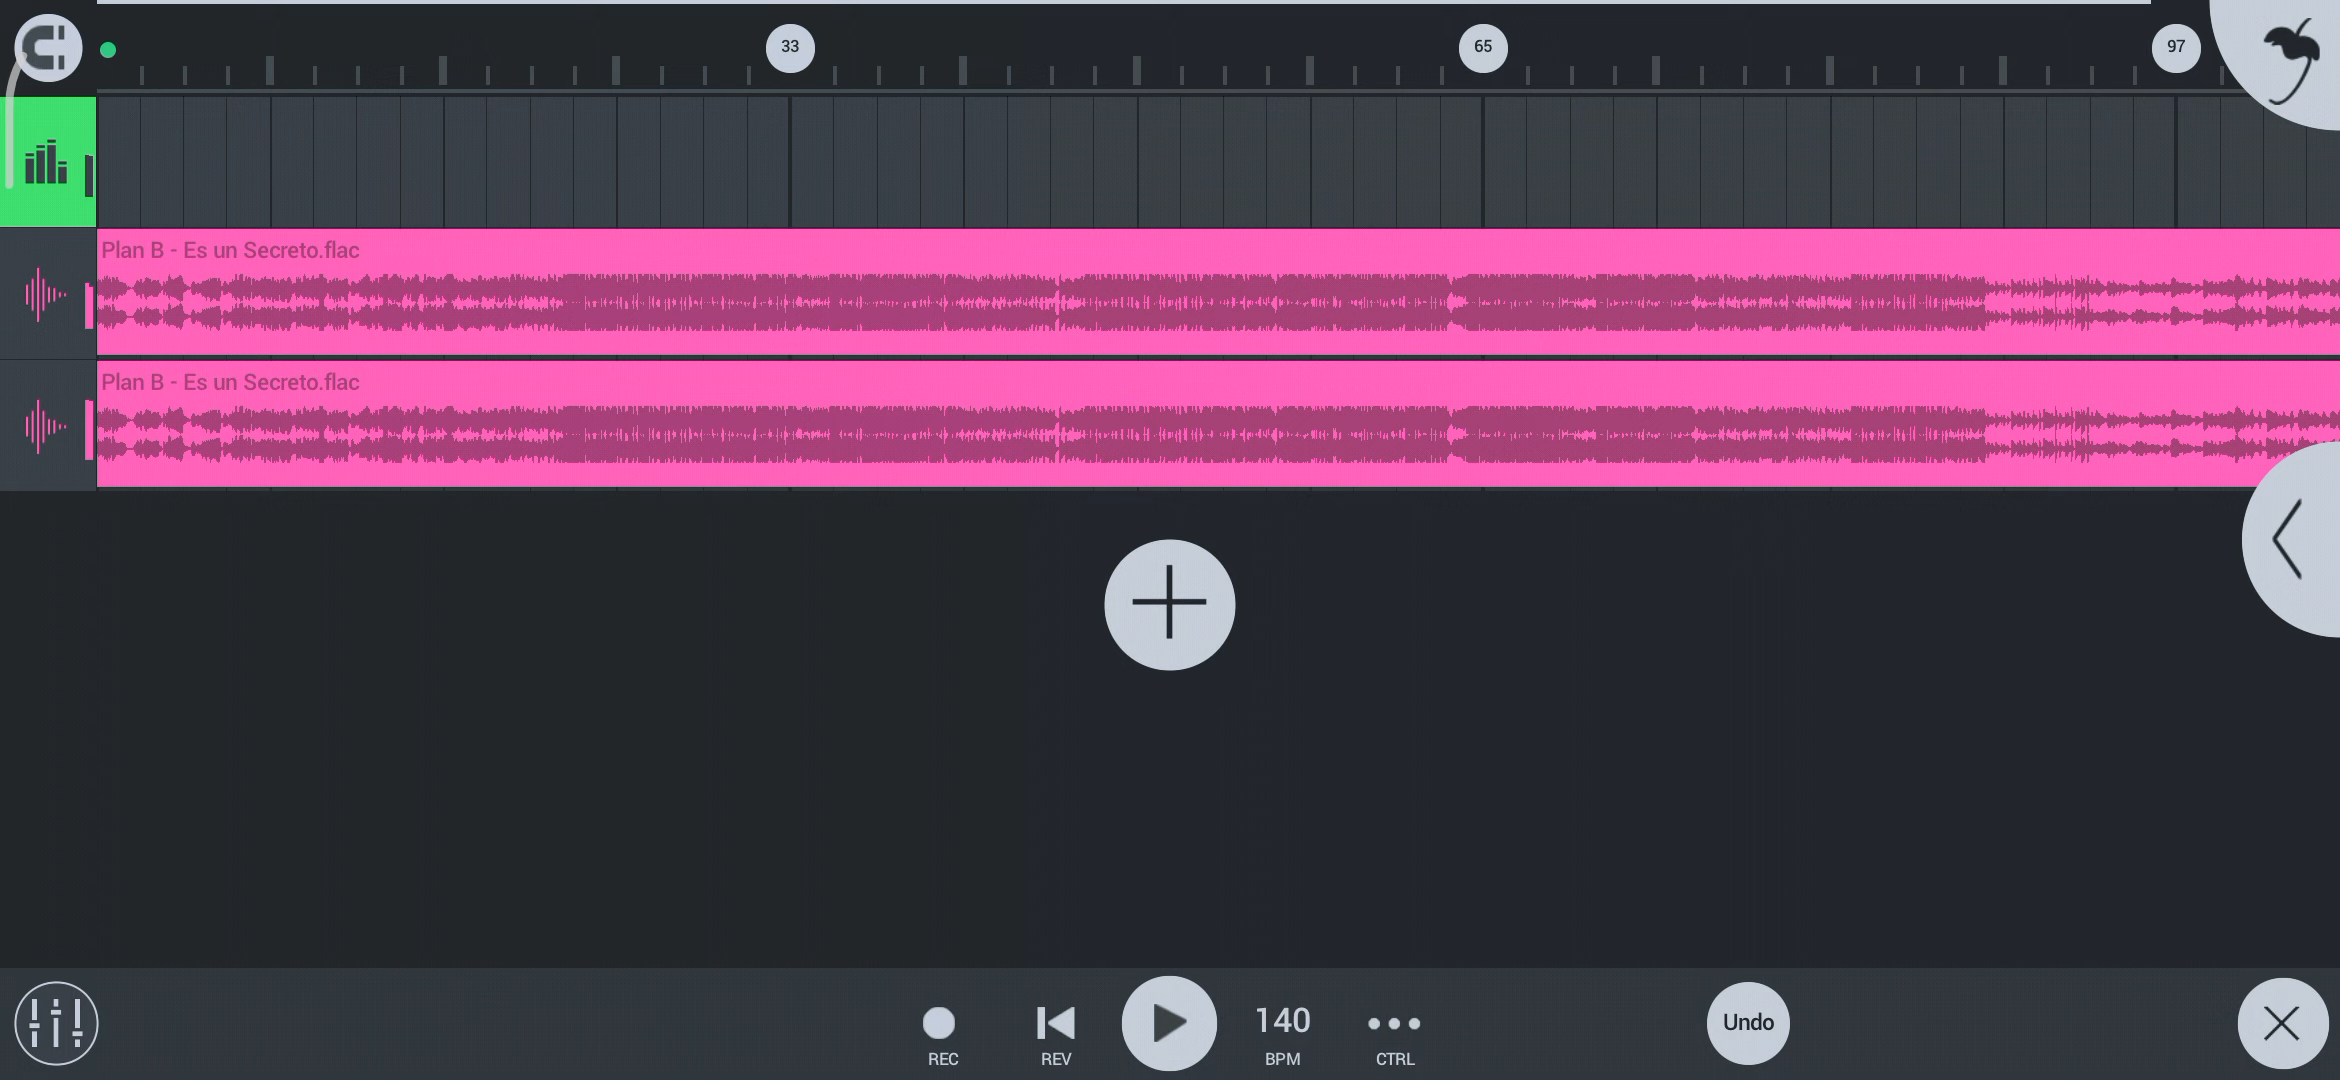 33
65
97
Plan B - Es un Secreto.flac
Plan B - Es un Secreto.flac
140
Undo
REC
REV
BPM
CTRL